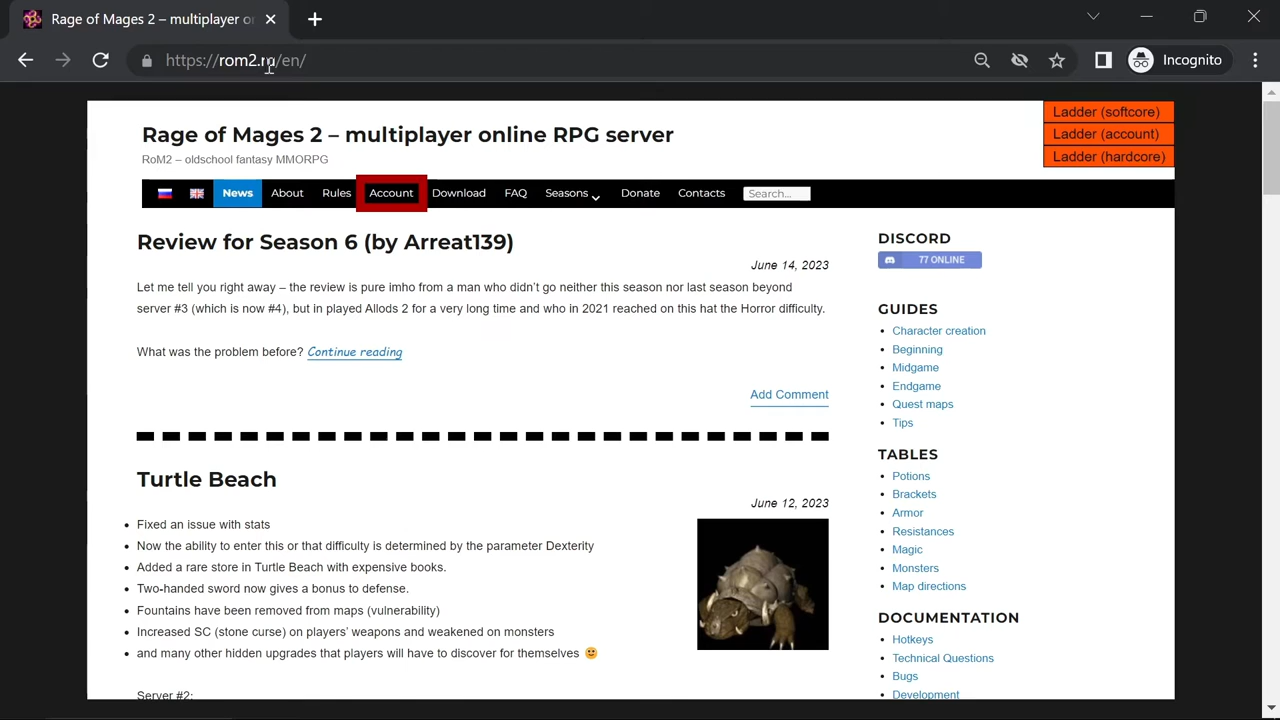 Rage of Mages 2 – multiplayer o
https://rom2.ru/en/
Incognito
Ladder (softcore)
Ladder (account)
Ladder (hardcore)
Rage of Mages 2 – multiplayer online RPG server
RoM2 – oldschool fantasy MMORPG
News About Rules Account Download FAQ Seasons Donate Contacts Search...
Review for Season 6 (by Arreat139)
June 14, 2023
Let me tell you right away – the review is pure imho from a man who didn't go neither this season nor last season beyond
server #3 (which is now #4), but in played Allods 2 for a very long time and who in 2021 reached on this hat the Horror difficulty.
What was the problem before? Continue reading
Add Comment
Turtle Beach
June 12, 2023
Fixed an issue with stats
Now the ability to enter this or that difficulty is determined by the parameter Dexterity
Added a rare store in Turtle Beach with expensive books.
Two-handed sword now gives a bonus to defense.
Fountains have been removed from maps (vulnerability)
Increased SC (stone curse) on players' weapons and weakened on monsters
and many other hidden upgrades that players will have to discover for themselves 🙂
Server #2:
DISCORD
77 ONLINE
GUIDES
Character creation
Beginning
Midgame
Endgame
Quest maps
Tips
TABLES
Potions
Brackets
Armor
Resistances
Magic
Monsters
Map directions
DOCUMENTATION
Hotkeys
Technical Questions
Bugs
Development